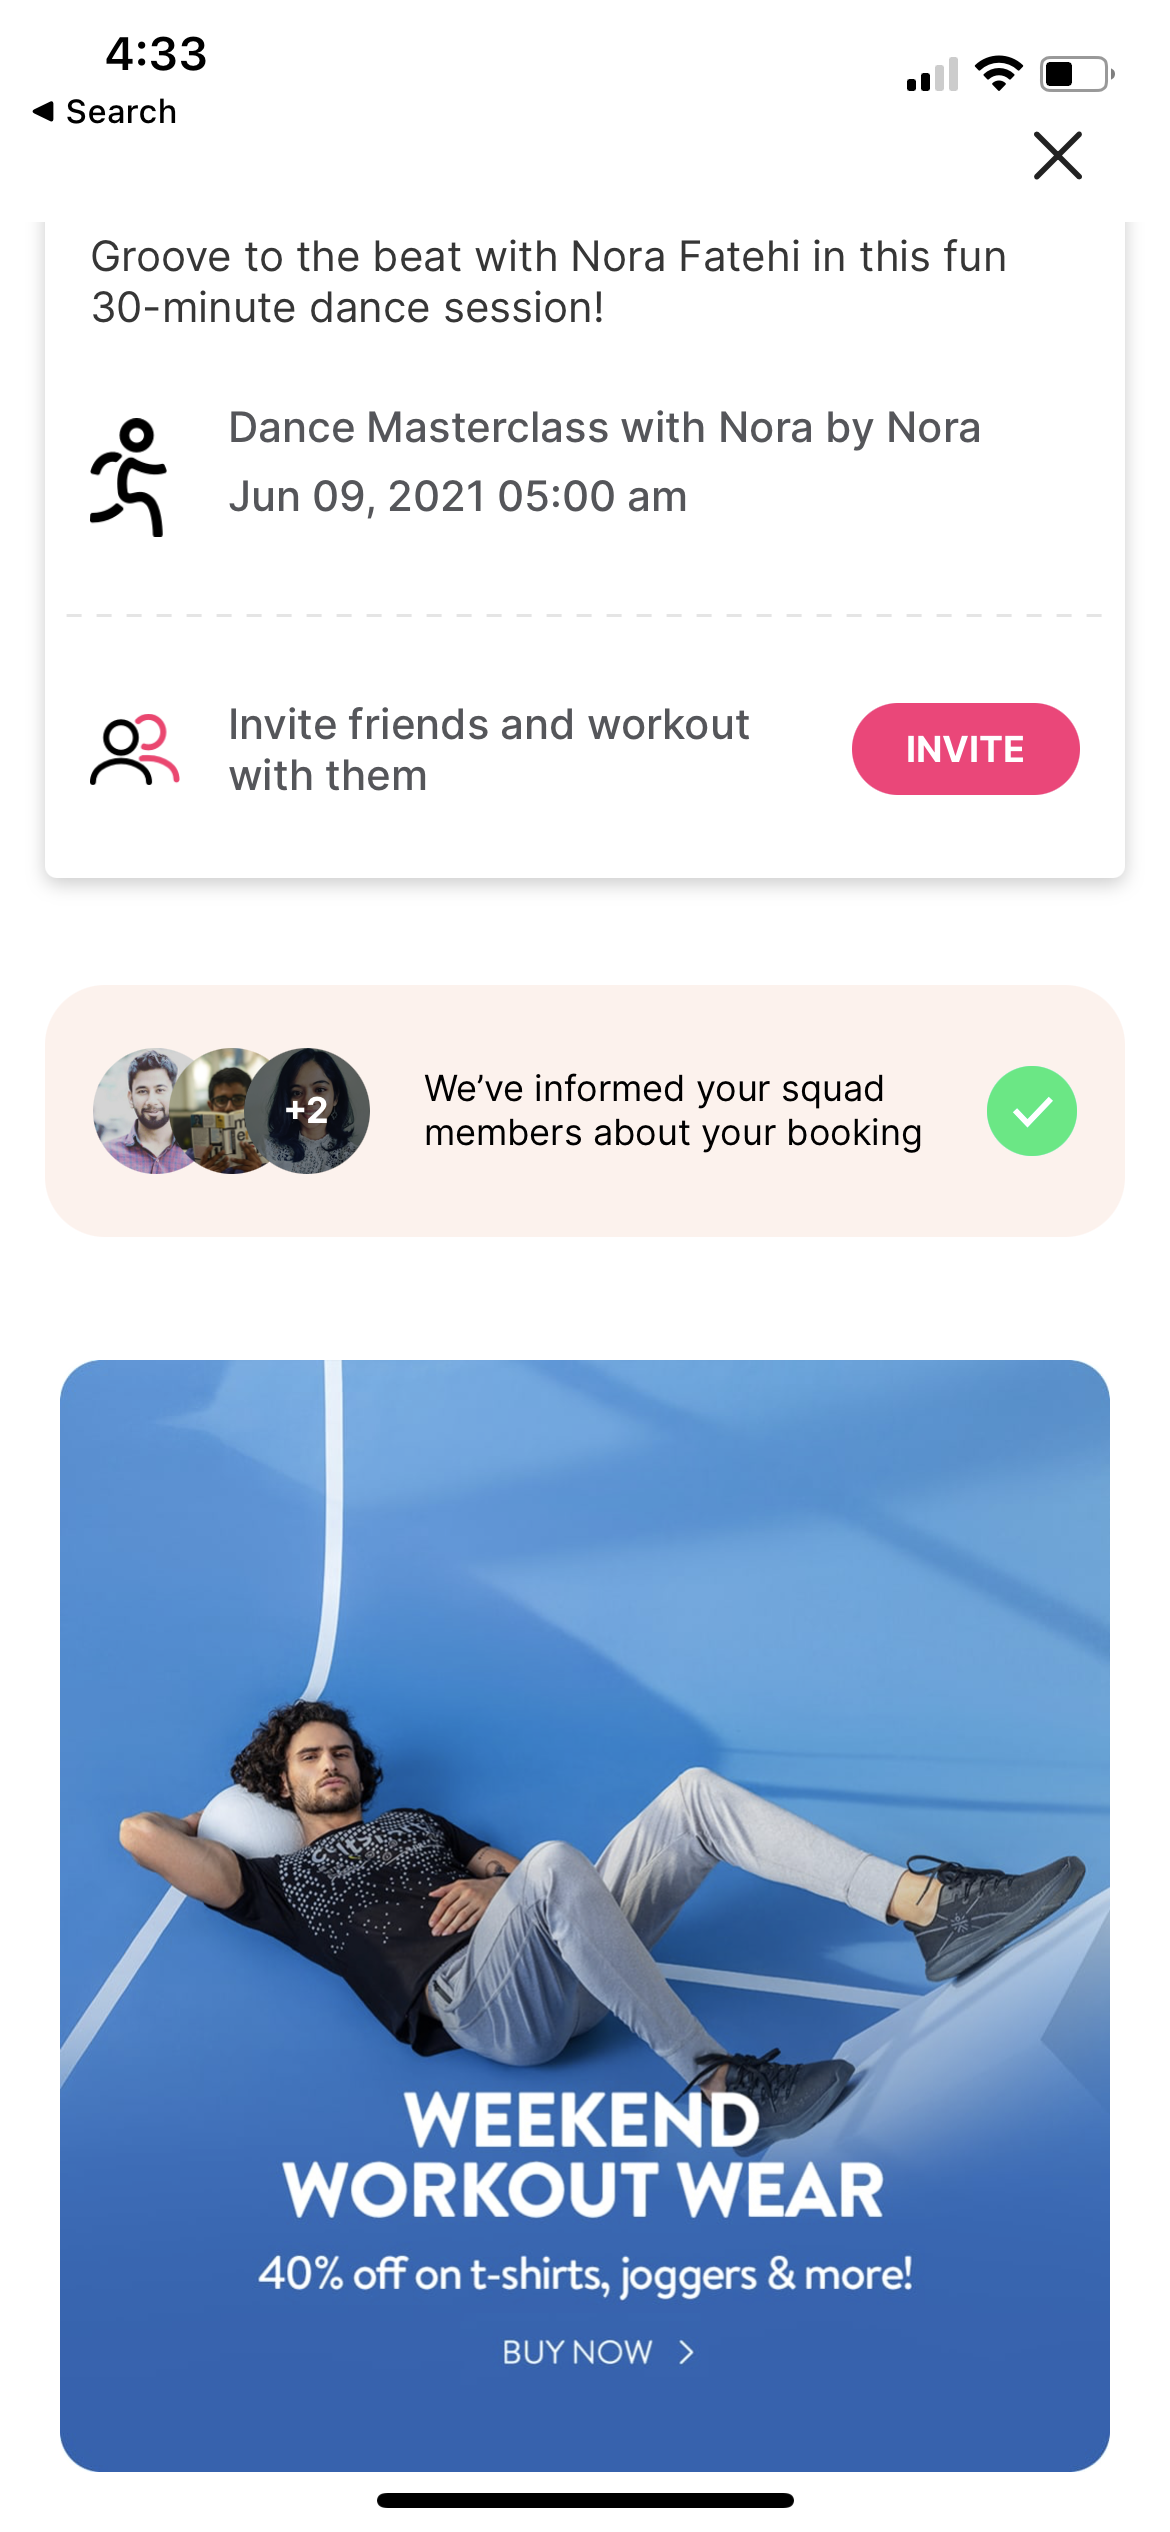 4:33
◀ Search
Groove to the beat with Nora Fatehi in this fun
30-minute dance session!
Dance Masterclass with Nora by Nora
Jun 09, 2021 05:00 am
Invite friends and workout
with them
INVITE
+2
We’ve informed your squad
members about your booking
WEEKEND
WORKOUT WEAR
40% off on t-shirts, joggers & more!
BUY NOW >